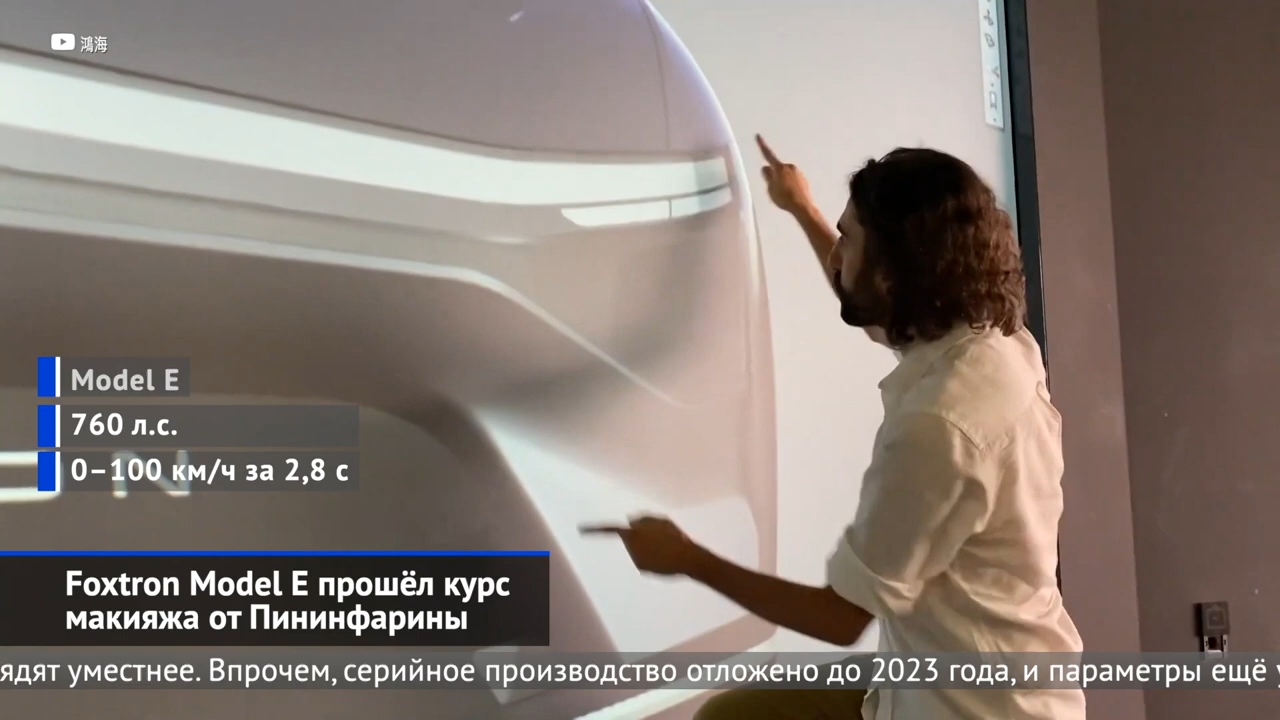 鴻海
Model E
760 л.с.
0–100 км/ч за 2,8 с
N
Foxtron Model E прошёл курс
макияжа от Пининфарины
ядят уместнее. Впрочем, серийное производство отложено до 2023 года, и параметры ещё